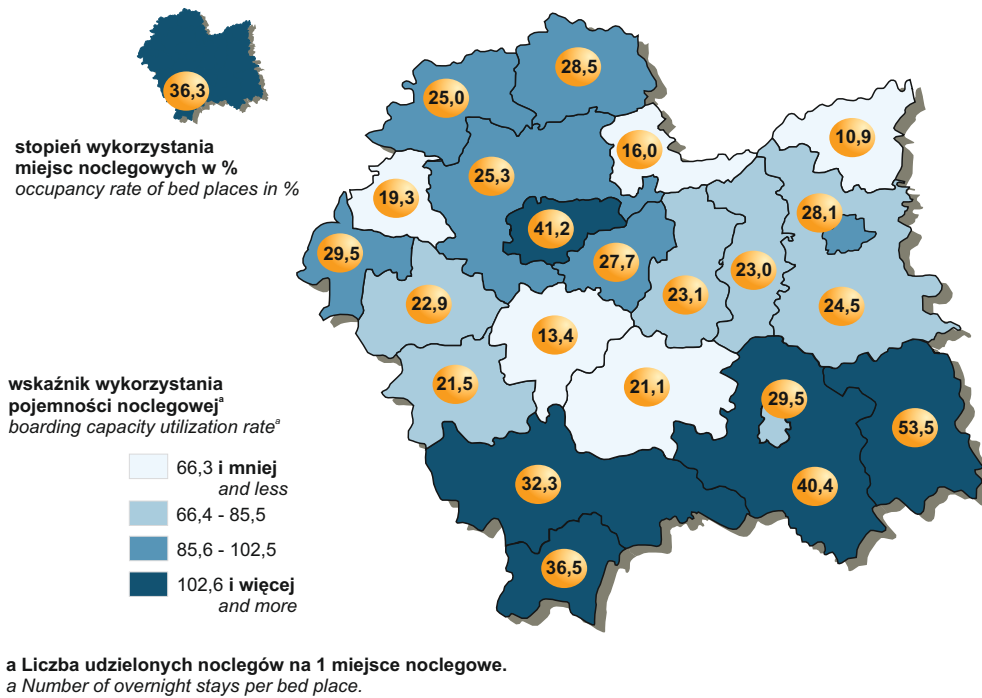 36,3
stopień wykorzystania
miejsc noclegowych w %
occupancy rate of bed places in %
28,5
25,0
10,9
16,0
25,3
19,3
28,1
41,2
29,5
27,7
23,0
23,1
22,9
24,5
13,4
21,5
21,1
29,5
53,5
32,3
40,4
36,5
wskaźnik wykorzystania
pojemności noclegowejᵃ
boarding capacity utilization rateᵃ
66,3 i mniej
and less
66,4 - 85,5
85,6 - 102,5
102,6 i więcej
and more
a Liczba udzielonych noclegów na 1 miejsce noclegowe.
a Number of overnight stays per bed place.